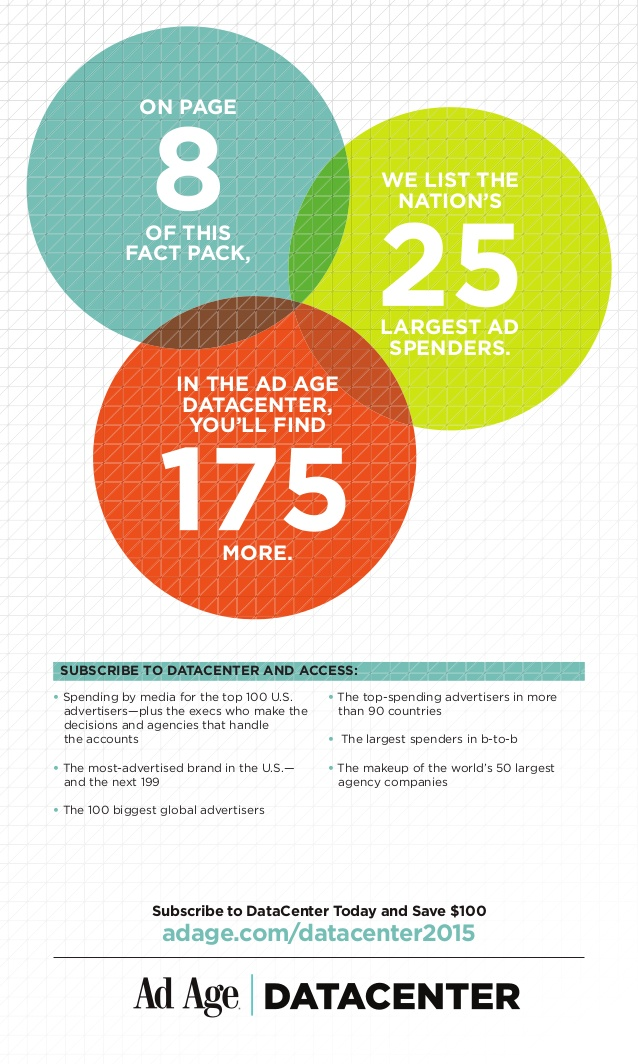 ON PAGE
8
OF THIS
FACT PACK,
WE LIST THE
NATION'S
25
LARGEST AD
SPENDERS.
IN THE AD AGE
DATACENTER,
YOU'LL FIND
175
MORE.
SUBSCRIBE TO DATACENTER AND ACCESS:
• Spending by media for the top 100 U.S.
advertisers—plus the execs who make the
decisions and agencies that handle
the accounts
• The most-advertised brand in the U.S.—
and the next 199
• The 100 biggest global advertisers
• The top-spending advertisers in more
than 90 countries
• The largest spenders in b-to-b
• The makeup of the world's 50 largest
agency companies
Subscribe to DataCenter Today and Save $100
adage.com/datacenter2015
Ad Age | DATACENTER